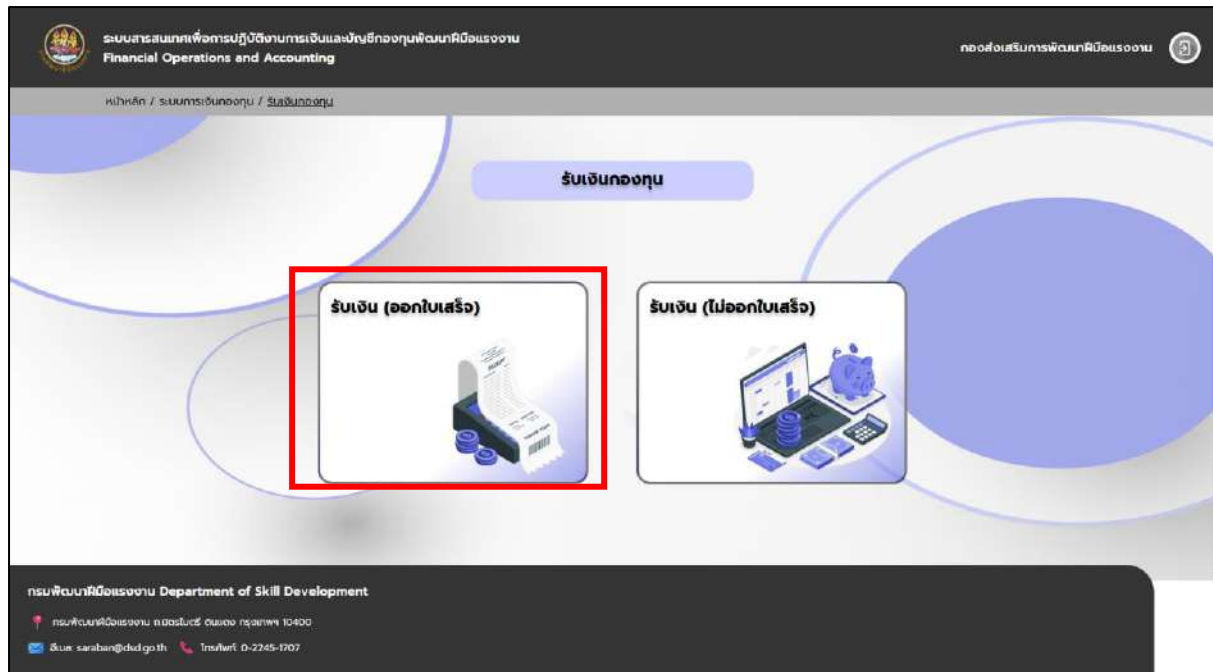 ระบบสารสนเทศเพื่อการปฏิบัติงานการเงินและบัญชีกองทุนพัฒนาฝีมือแรงงาน
Financial Operations and Accounting
กองส่งเสริมการพัฒนาฝีมือแรงงาน
หน้าหลัก / ระบบการเงินกองทุน / รับเงินกองทุน
รับเงินกองทุน
รับเงิน (ออกใบเสร็จ)
รับเงิน (ไม่ออกใบเสร็จ)
กรมพัฒนาฝีมือแรงงาน Department of Skill Development
กรมพัฒนาฝีมือแรงงาน ถ.มิตรไมตรี ดินแดง กรุงเทพฯ 10400
อีเมล: saraban@dsd.go.th โทรศัพท์: 0-2245-1707